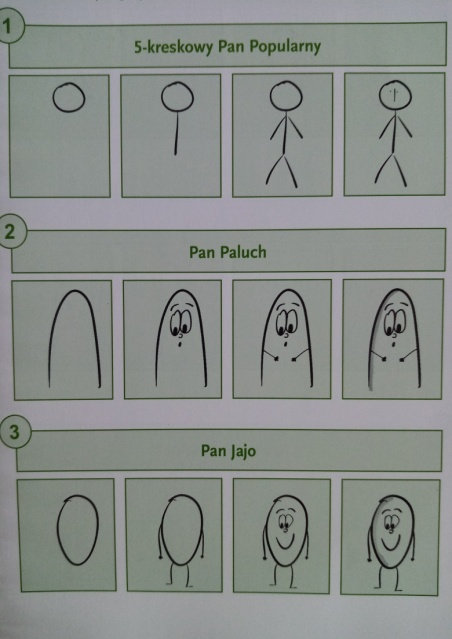 1
5-kreskowy Pan Popularny
2
Pan Paluch
3
Pan Jajo